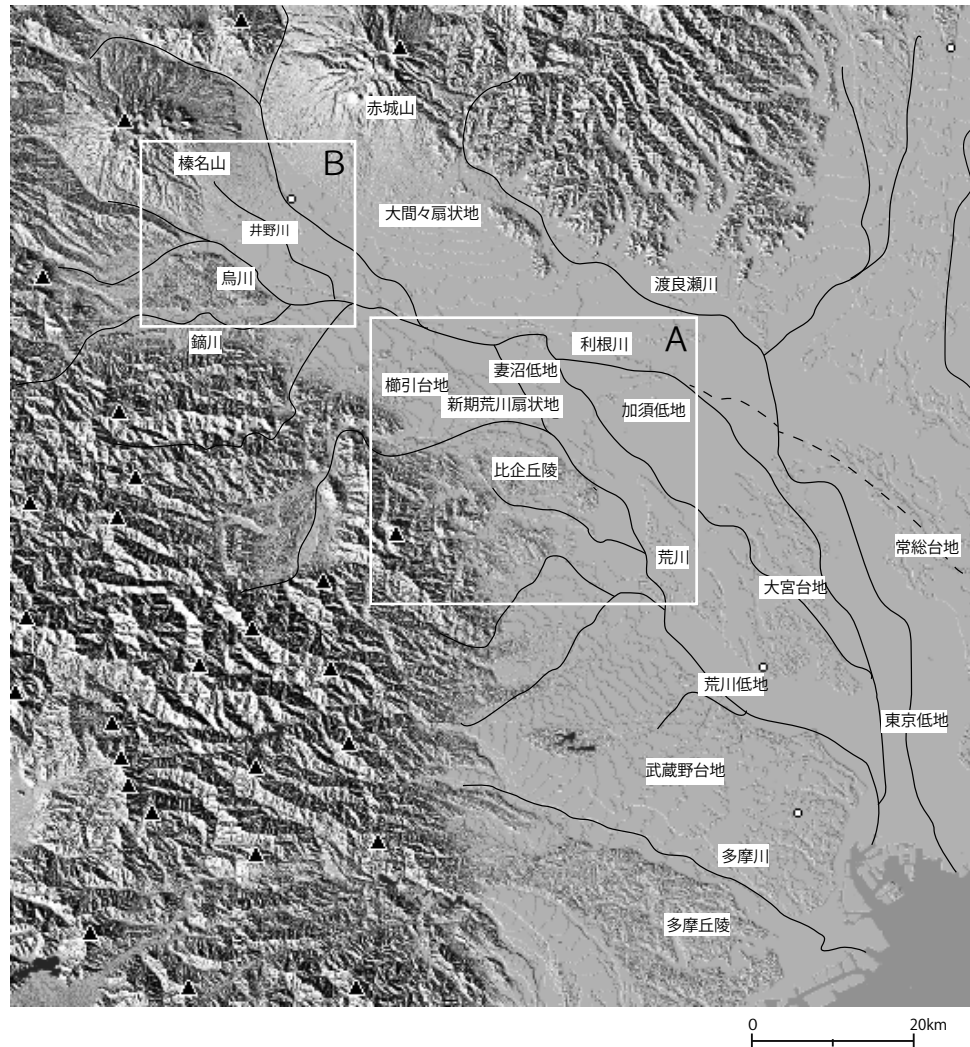 赤城山
榛名山
B
大間々扇状地
井野川
烏川
渡良瀬川
鏑川
利根川
A
妻沼低地
櫛引台地
新期荒川扇状地
加須低地
比企丘陵
常総台地
荒川
大宮台地
荒川低地
東京低地
武蔵野台地
多摩川
多摩丘陵
0 20km